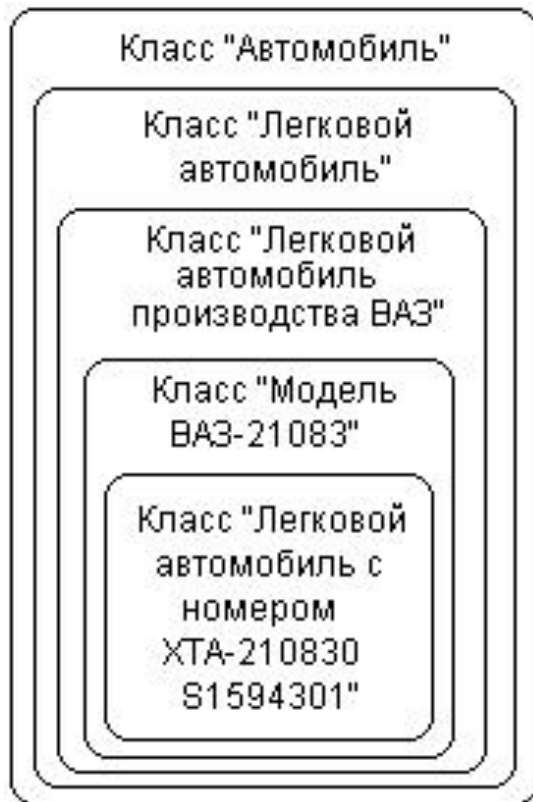 Класс "Автомобиль"
Класс "Легковой
автомобиль"
Класс "Легковой
автомобиль
производства ВАЗ"
Класс "Модель
ВАЗ-21083"
Класс "Легковой
автомобиль с
номером
XTA-210830
S1594301"